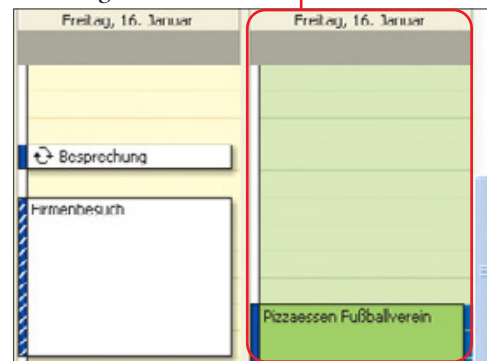 Freitag, 16. Januar
Freitag, 16. Januar
Besprechung
Firmenbesuch
Pizzaessen Fußballverein